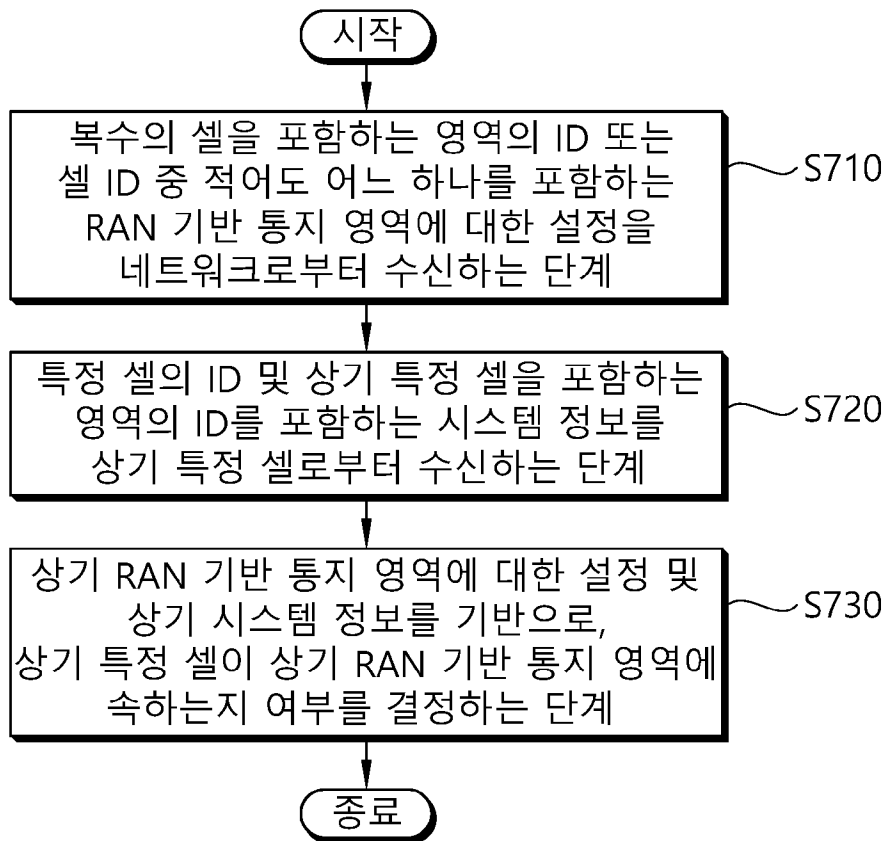 시작
복수의 셀을 포함하는 영역의 ID 또는
셀 ID 중 적어도 어느 하나를 포함하는
RAN 기반 통지 영역에 대한 설정을
네트워크로부터 수신하는 단계
S710
특정 셀의 ID 및 상기 특정 셀을 포함하는
영역의 ID를 포함하는 시스템 정보를
상기 특정 셀로부터 수신하는 단계
S720
상기 RAN 기반 통지 영역에 대한 설정 및
상기 시스템 정보를 기반으로,
상기 특정 셀이 상기 RAN 기반 통지 영역에
속하는지 여부를 결정하는 단계
S730
종료